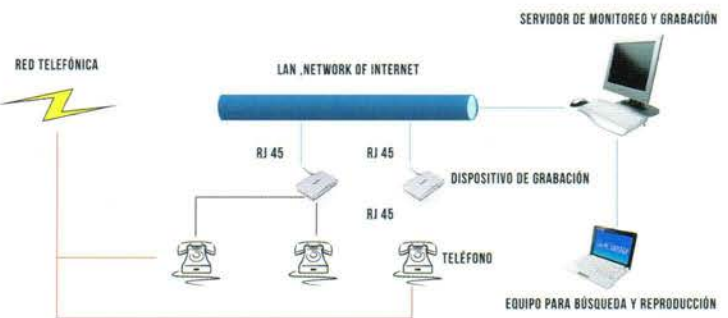 SERVIDOR DE MONITOREO Y GRABACIÓN
RED TELEFÓNICA
LAN ,NETWORK OF INTERNET
RJ 45
RJ 45
DISPOSITIVO DE GRABACIÓN
RJ 45
TELÉFONO
EQUIPO PARA BÚSQUEDA Y REPRODUCCIÓN